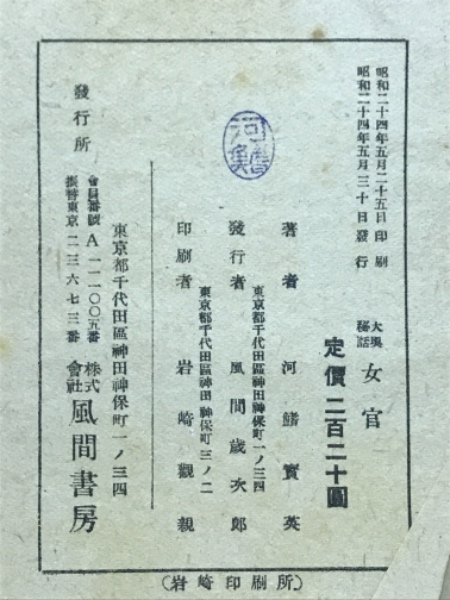 昭和二十四年五月二十五日印刷
昭和二十四年五月三十日發行
大奥秘話 女官
定價 二百二十圓
著者 河鰭實英
東京都千代田區神田神保町一ノ三四
發行者 風間歳次郎
東京都千代田區神田神保町三ノ二
印刷者 岩崎觀親
東京都千代田區神田神保町一ノ三四
發行所 株式會社 風間書房
會員番號 A一一一〇〇五番
振替東京二三六七三番
(岩崎印刷所)